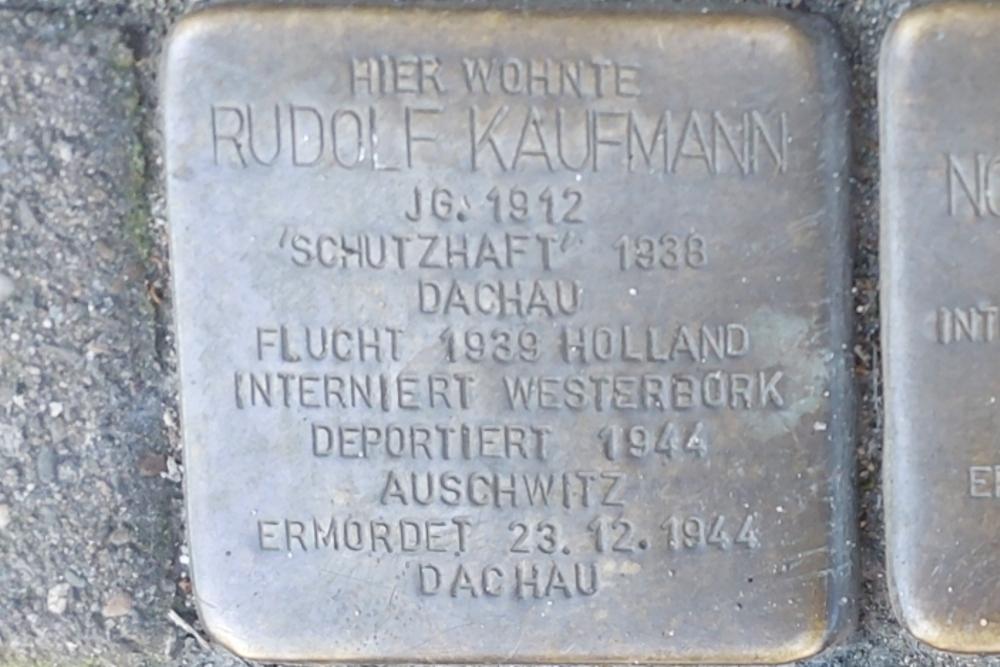 HIER WOHNTE
RUDOLF KAUFMANN
JG. 1912
"SCHUTZHAFT" 1938
DACHAU
FLUCHT 1939 HOLLAND
INTERNIERT WESTERBORK
DEPORTIERT 1944
AUSCHWITZ
ERMORDET 23.12.1944
DACHAU